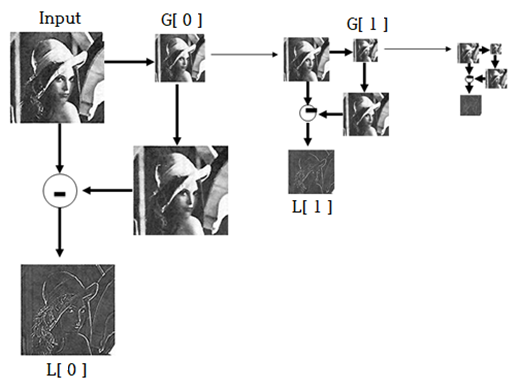 Input
G[ 0 ]
G[ 1 ]
L[ 1 ]
L[ 0 ]